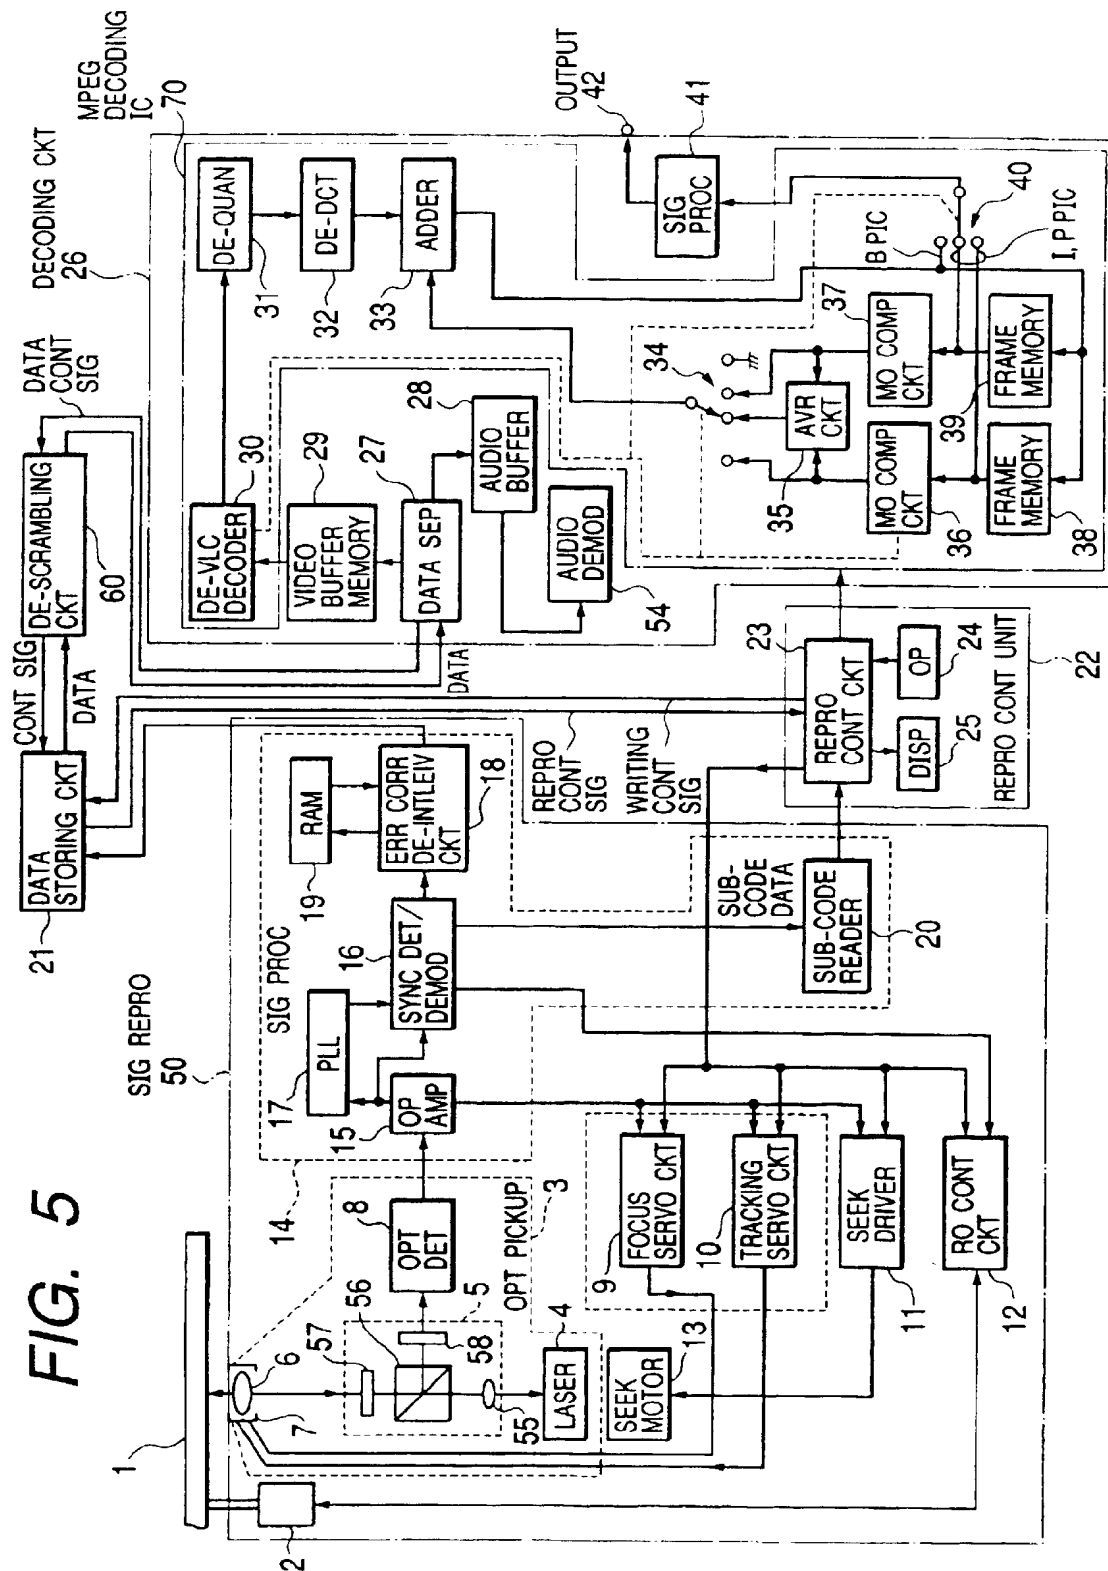 FIG. 5
1
2
SIG REPRO
50
21
DATA
STORING CKT
CONT SIG
DATA
DE-SCRAMBLING
CKT
60
DATA
CONT
SIG
DECODING CKT
26
MPEG
DECODING
IC
70
6
7
57
56
5
58
55
LASER
4
OPT PICKUP
3
OPT
DET
8
14
SIG PROC
17
PLL
15
OP
AMP
16
SYNC DET/
DEMOD
19
RAM
ERR CORR
DE-INTLEIV
CKT
18
REPRO
CONT
SIG
WRITING
CONT
SIG
SUB-
CODE
DATA
SUB-CODE
READER
20
9
FOCUS
SERVO CKT
10
TRACKING
SERVO CKT
SEEK
DRIVER
11
RO CONT
CKT
12
SEEK
MOTOR
13
23
REPRO
CONT CKT
DISP
25
OP
24
REPRO CONT UNIT
22
DATA
DE-VLC
DECODER
30
VIDEO
BUFFER
MEMORY
29
DATA SEP
27
AUDIO
BUFFER
28
AUDIO
DEMOD
54
DE-QUAN
31
DE-DCT
32
ADDER
33
34
AVR
CKT
35
MO COMP
CKT
36
MO COMP
CKT
37
FRAME
MEMORY
38
FRAME
MEMORY
39
B PIC
I, P PIC
40
SIG
PROC
41
OUTPUT
42